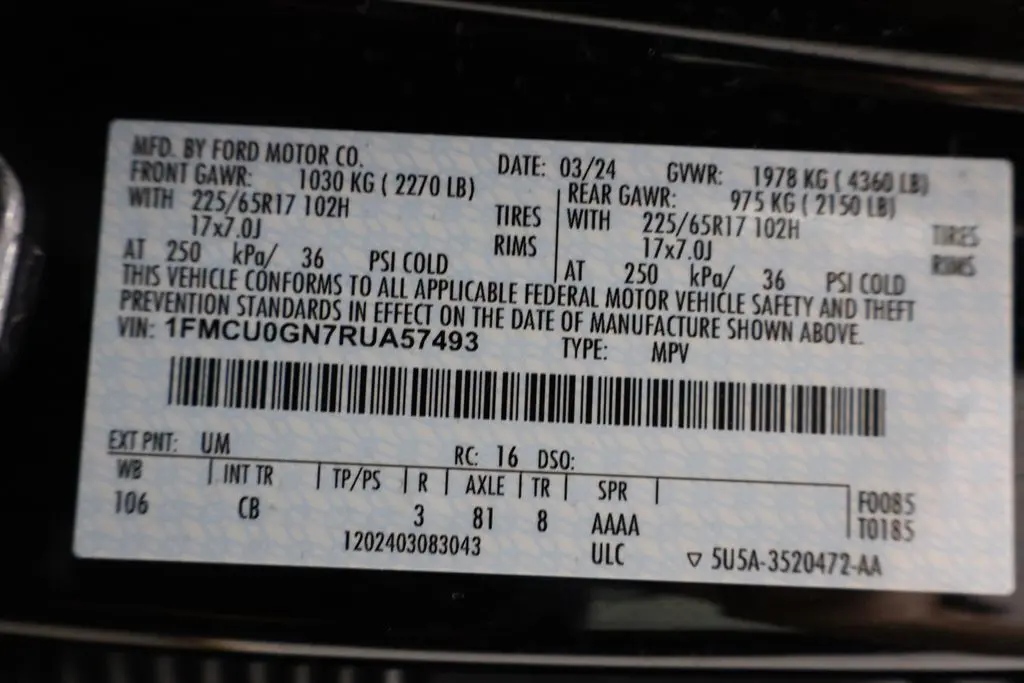 MFD. BY FORD MOTOR CO. DATE: 03/24 GVWR: 1978 KG ( 4360 LB)
FRONT GAWR: 1030 KG ( 2270 LB) REAR GAWR: 975 KG ( 2150 LB)
WITH 225/65R17 102H TIRES WITH 225/65R17 102H TIRES
17x7.0J RIMS 17x7.0J RIMS
AT 250 kPa/ 36 PSI COLD AT 250 kPa/ 36 PSI COLD
THIS VEHICLE CONFORMS TO ALL APPLICABLE FEDERAL MOTOR VEHICLE SAFETY AND THEFT
PREVENTION STANDARDS IN EFFECT ON THE DATE OF MANUFACTURE SHOWN ABOVE.
VIN: 1FMCU0GN7RUA57493 TYPE: MPV
EXT PNT: UM RC: 16 DSO:
WB INT TR TP/PS R AXLE TR SPR
106 CB 3 81 8 AAAA F0085
T0185
1202403083043 ULC ▽ 5U5A-3520472-AA